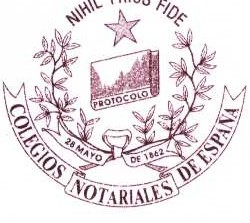 NIHIL PRIUS FIDE
PROTOCOLO
28 MAYO DE 1862
COLEGIOS NOTARIALES DE ESPAÑA